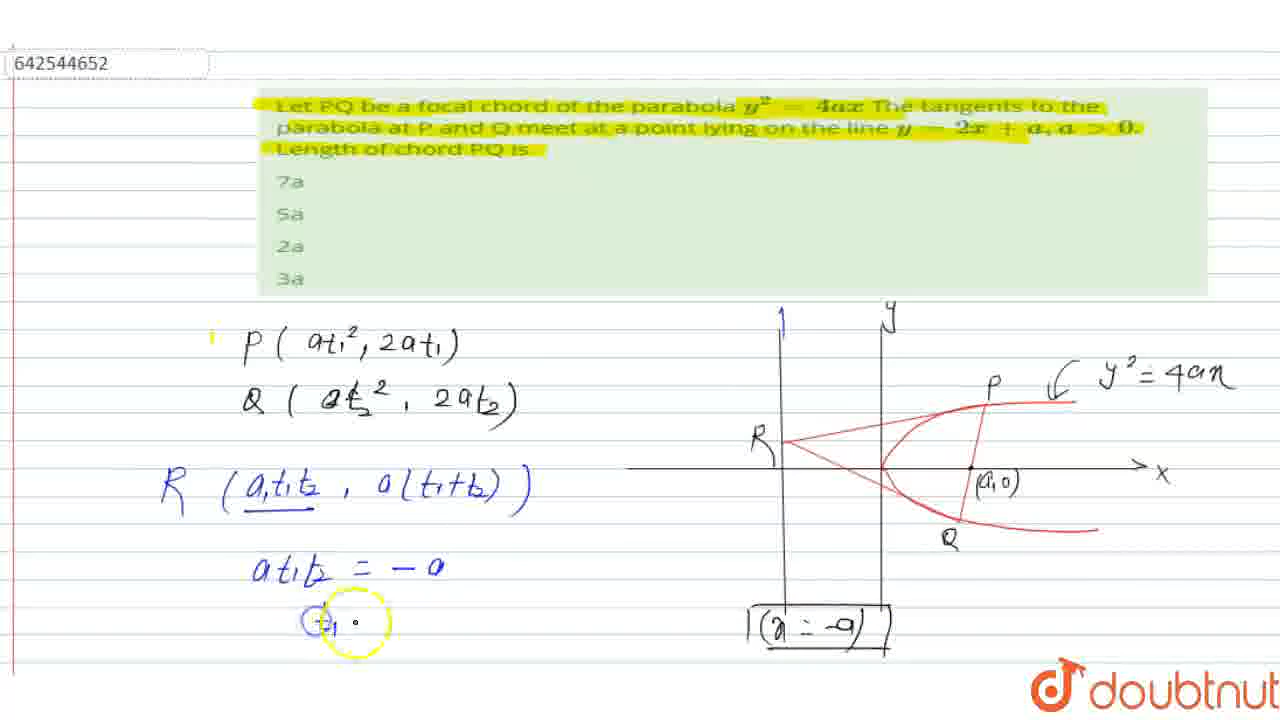 642544652
Let PQ be a focal chord of the parabola y² = 4ax The tangents to the
parabola at P and Q meet at a point lying on the line y = 2x + a, a > 0.
Length of chord PQ is
7a
5a
2a
3a
P ( at₁², 2at₁)
Q ( at₂², 2at₂)
R ( a,t₁t₂ , a(t₁+t₂) )
at₁t₂ = - a
t₁
y
P
y² = 4ax
R
(a,0)
x
Q
(x = -a)
doubtnut